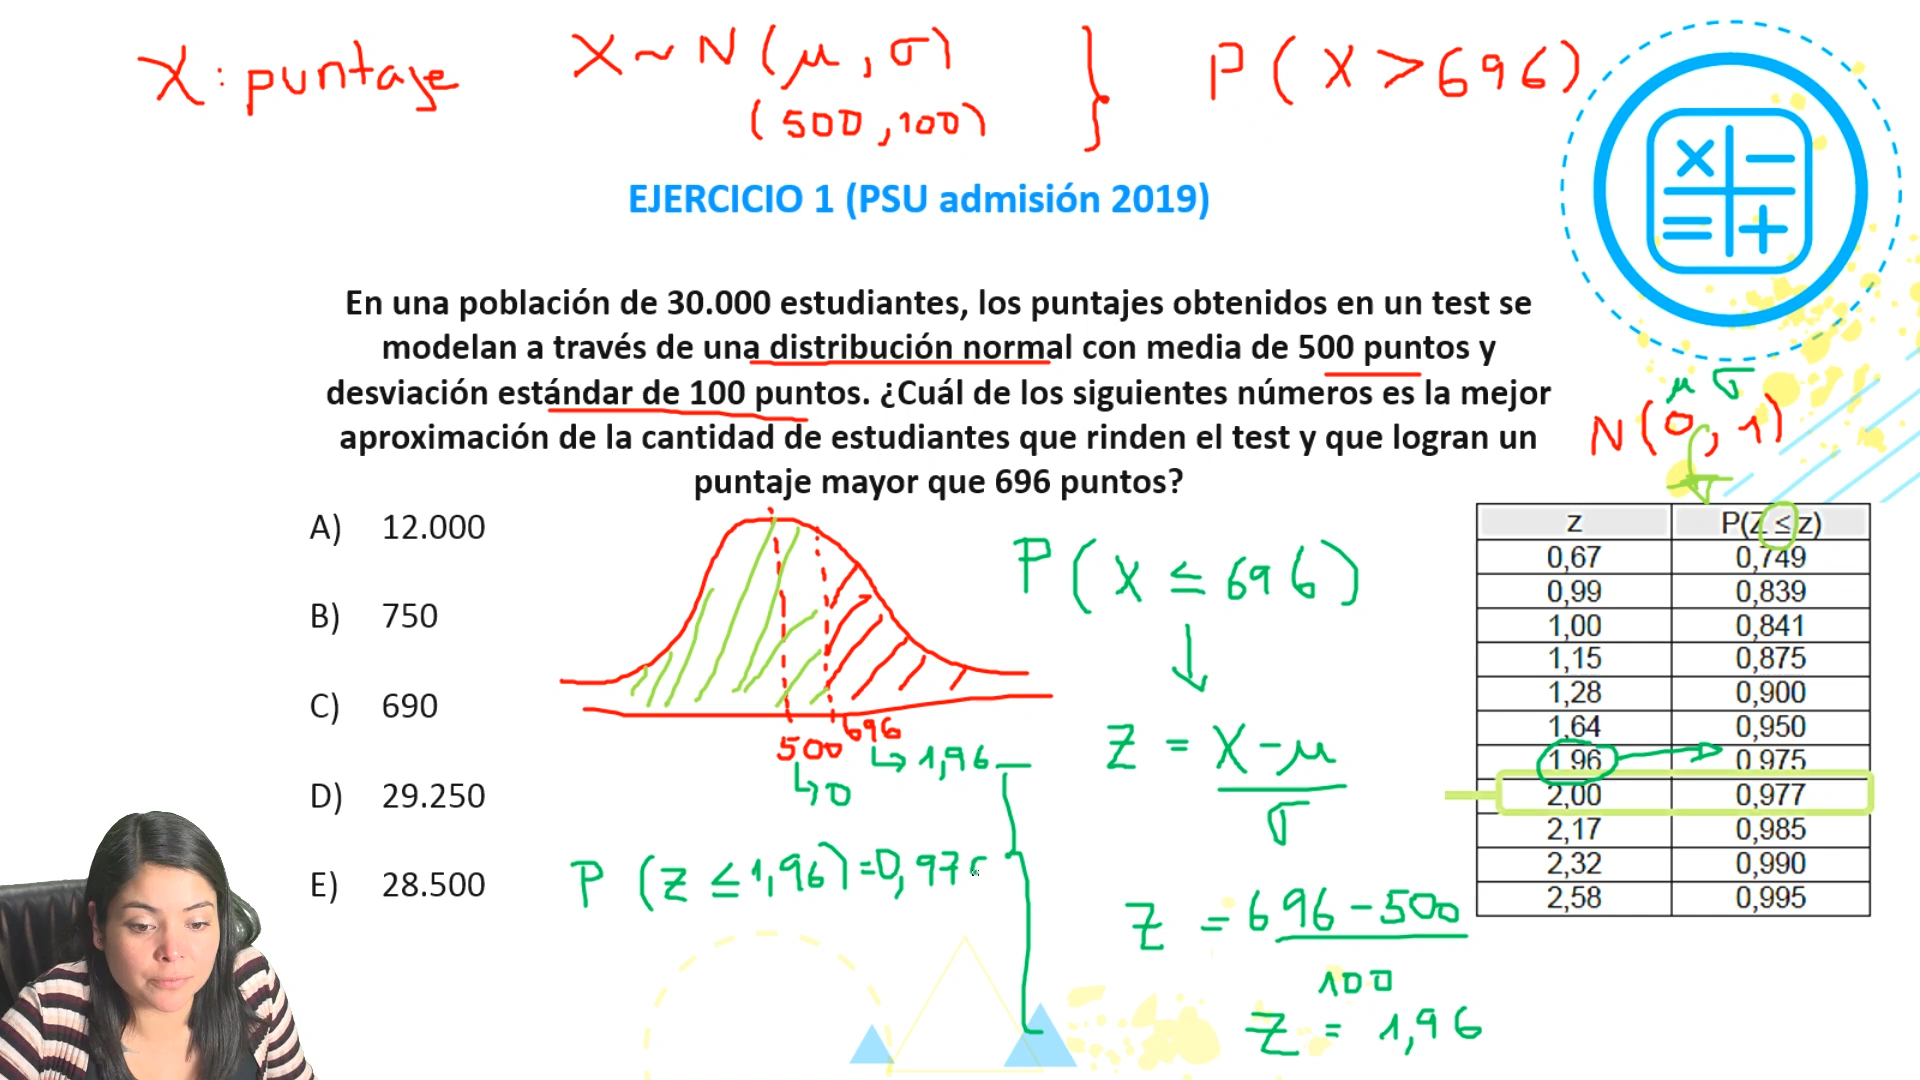 X : puntaje
X ~ N ( μ , σ )
( 500 , 100 )
P ( X > 696 )
EJERCICIO 1 (PSU admisión 2019)
En una población de 30.000 estudiantes, los puntajes obtenidos en un test se
modelan a través de una distribución normal con media de 500 puntos y
desviación estándar de 100 puntos. ¿Cuál de los siguientes números es la mejor
aproximación de la cantidad de estudiantes que rinden el test y que logran un
puntaje mayor que 696 puntos?
μ σ
N ( 0 , 1 )
A) 12.000
B) 750
C) 690
D) 29.250
E) 28.500
500 696
0
1,96
P ( Z ≤ 1,96 ) = 0,975
P ( X ≤ 696 )
Z = X - μ
σ
Z = 696 - 500
100
Z = 1,96
z P(Z ≤ z)
0,67 0,749
0,99 0,839
1,00 0,841
1,15 0,875
1,28 0,900
1,64 0,950
1,96 0,975
2,00 0,977
2,17 0,985
2,32 0,990
2,58 0,995